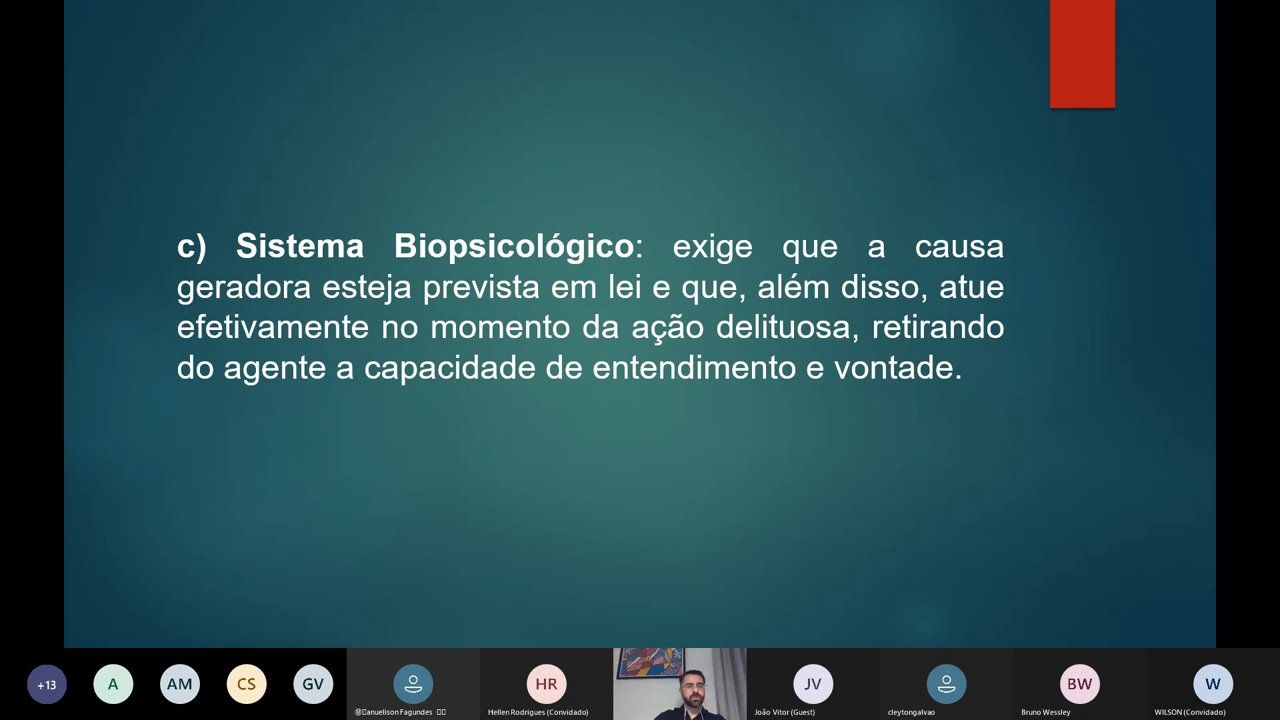 c) Sistema Biopsicológico: exige que a causa
geradora esteja prevista em lei e que, além disso, atue
efetivamente no momento da ação delituosa, retirando
do agente a capacidade de entendimento e vontade.
+13
A
AM
CS
GV
HR
JV
BW
W
Fagundes
Hellen Rodrigues (Convidado)
João Vitor (Guest)
cleytongalvao
Bruno Wessley
WILSON (Convidado)